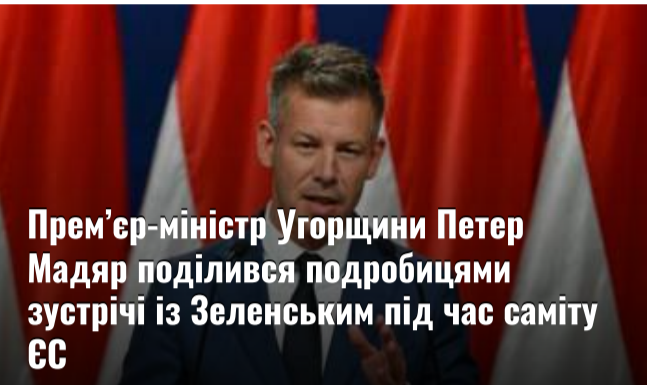 Прем’єр-міністр Угорщини Петер
Мадяр поділився подробицями
зустрічі із Зеленським під час саміту
ЄС